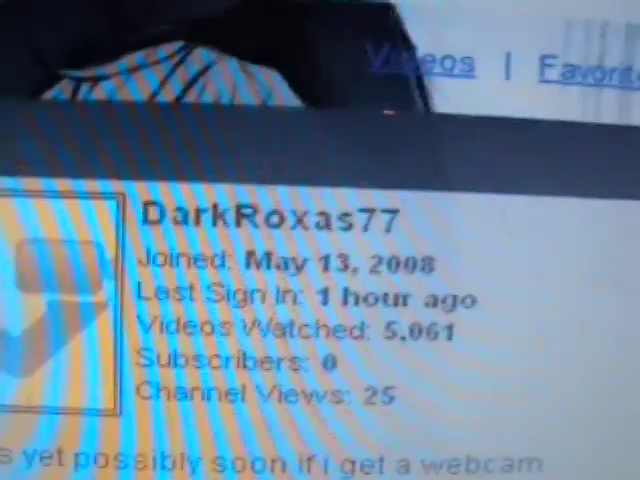 Videos | Favorite
DarkRoxas77
Joined: May 13, 2008
Last Sign In: 1 hour ago
Videos Watched: 5,061
Subscribers: 0
Channel Views: 25
s yet possibly soon if i get a webcam